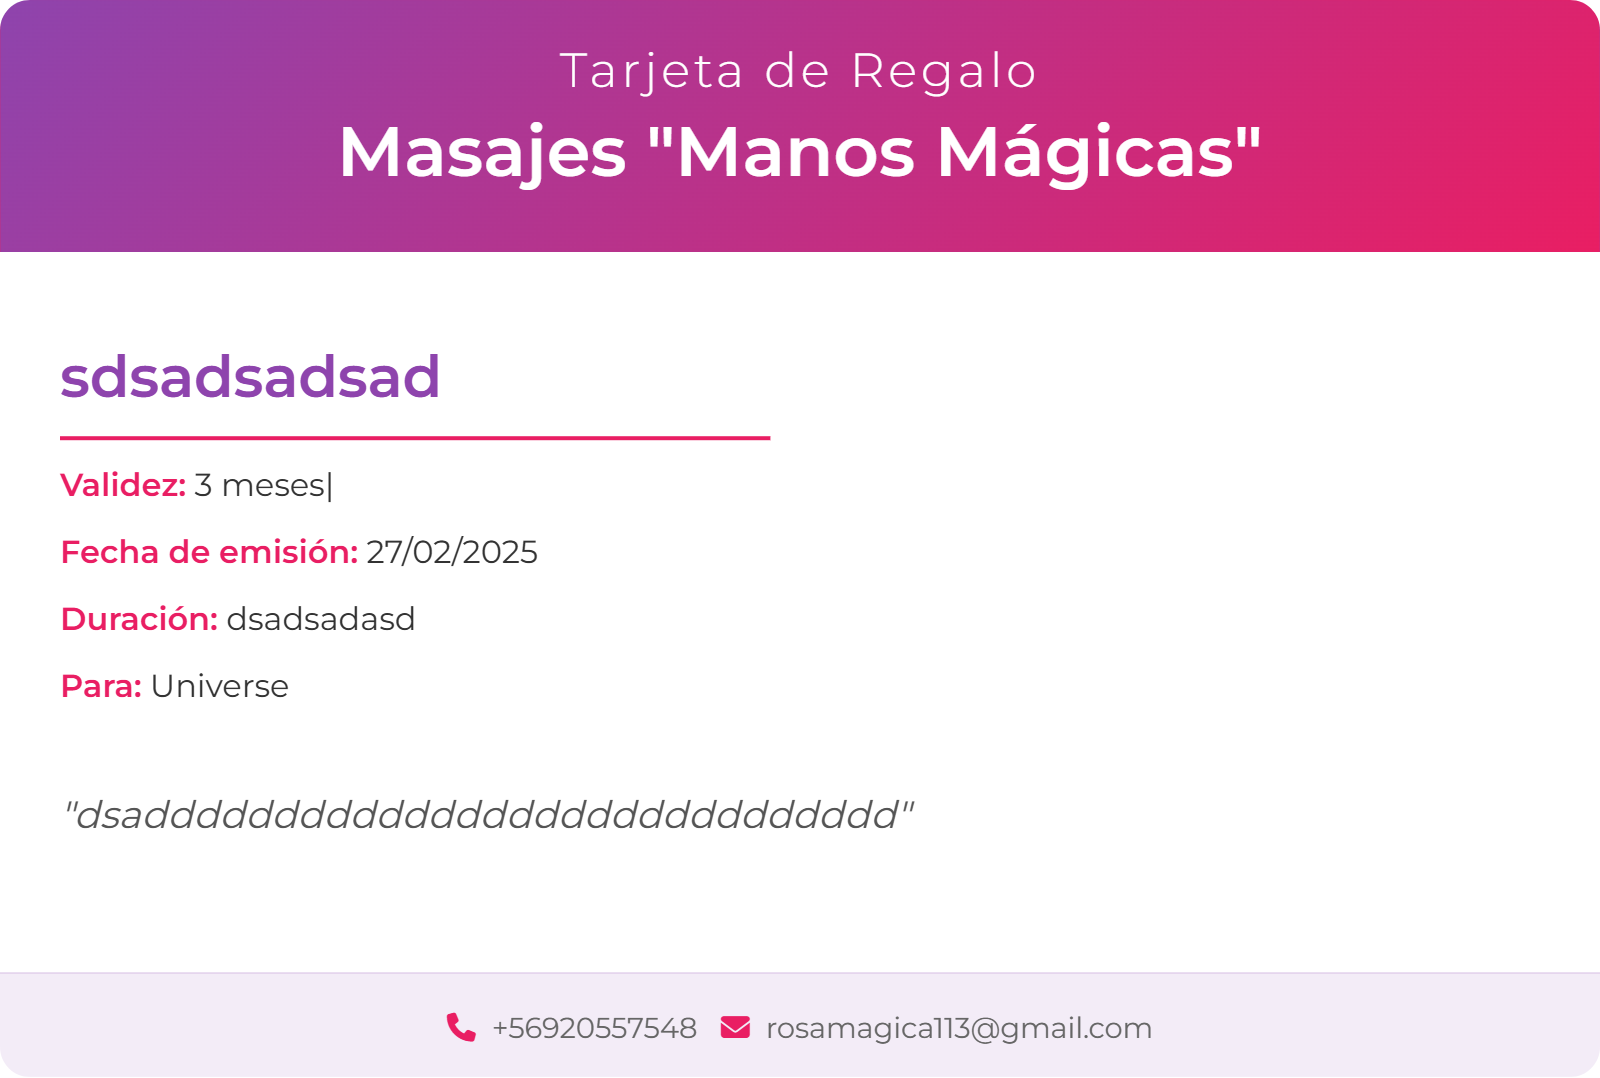 Tarjeta de Regalo
Masajes "Manos Mágicas"
sdsadsadsad
Validez: 3 meses|
Fecha de emisión: 27/02/2025
Duración: dsadsadasd
Para: Universe
"dsaddddddddddddddddddddddddddddd"
+56920557548 rosamagica113@gmail.com